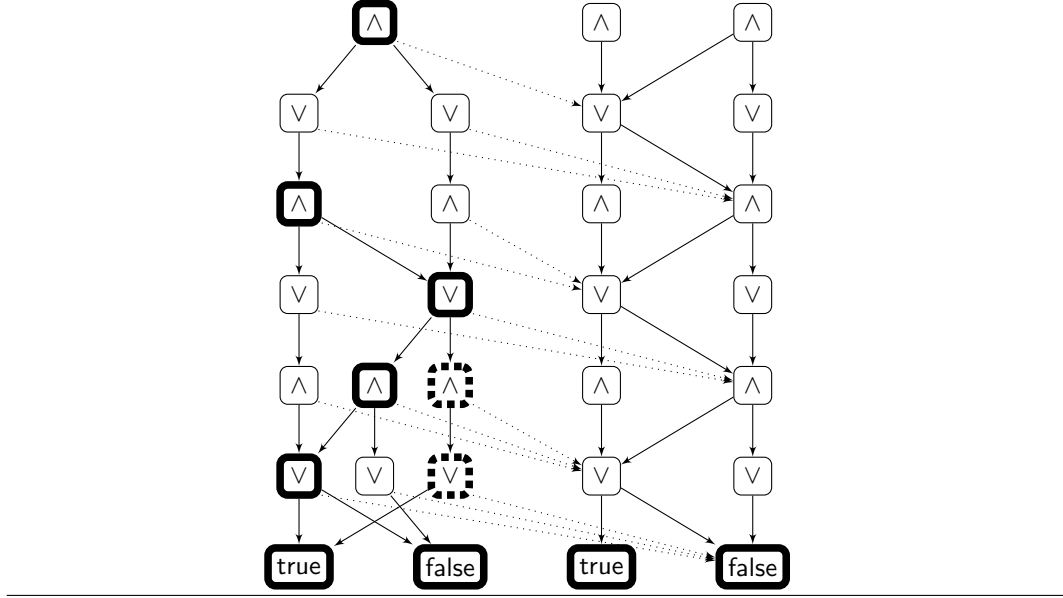 ∧ ∧ ∧
∨ ∨ ∨ ∨
∧ ∧ ∧ ∧
∨ ∨ ∨ ∨
∧ ∧ ∧ ∧ ∧
∨ ∨ ∨ ∨ ∨
true false true false